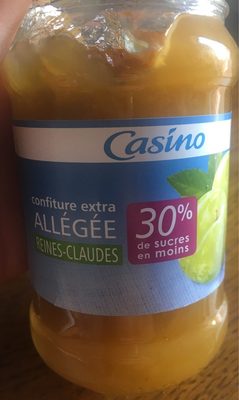 Casino
confiture extra
ALLÉGÉE
REINES-CLAUDES
30%
de sucres
en moins